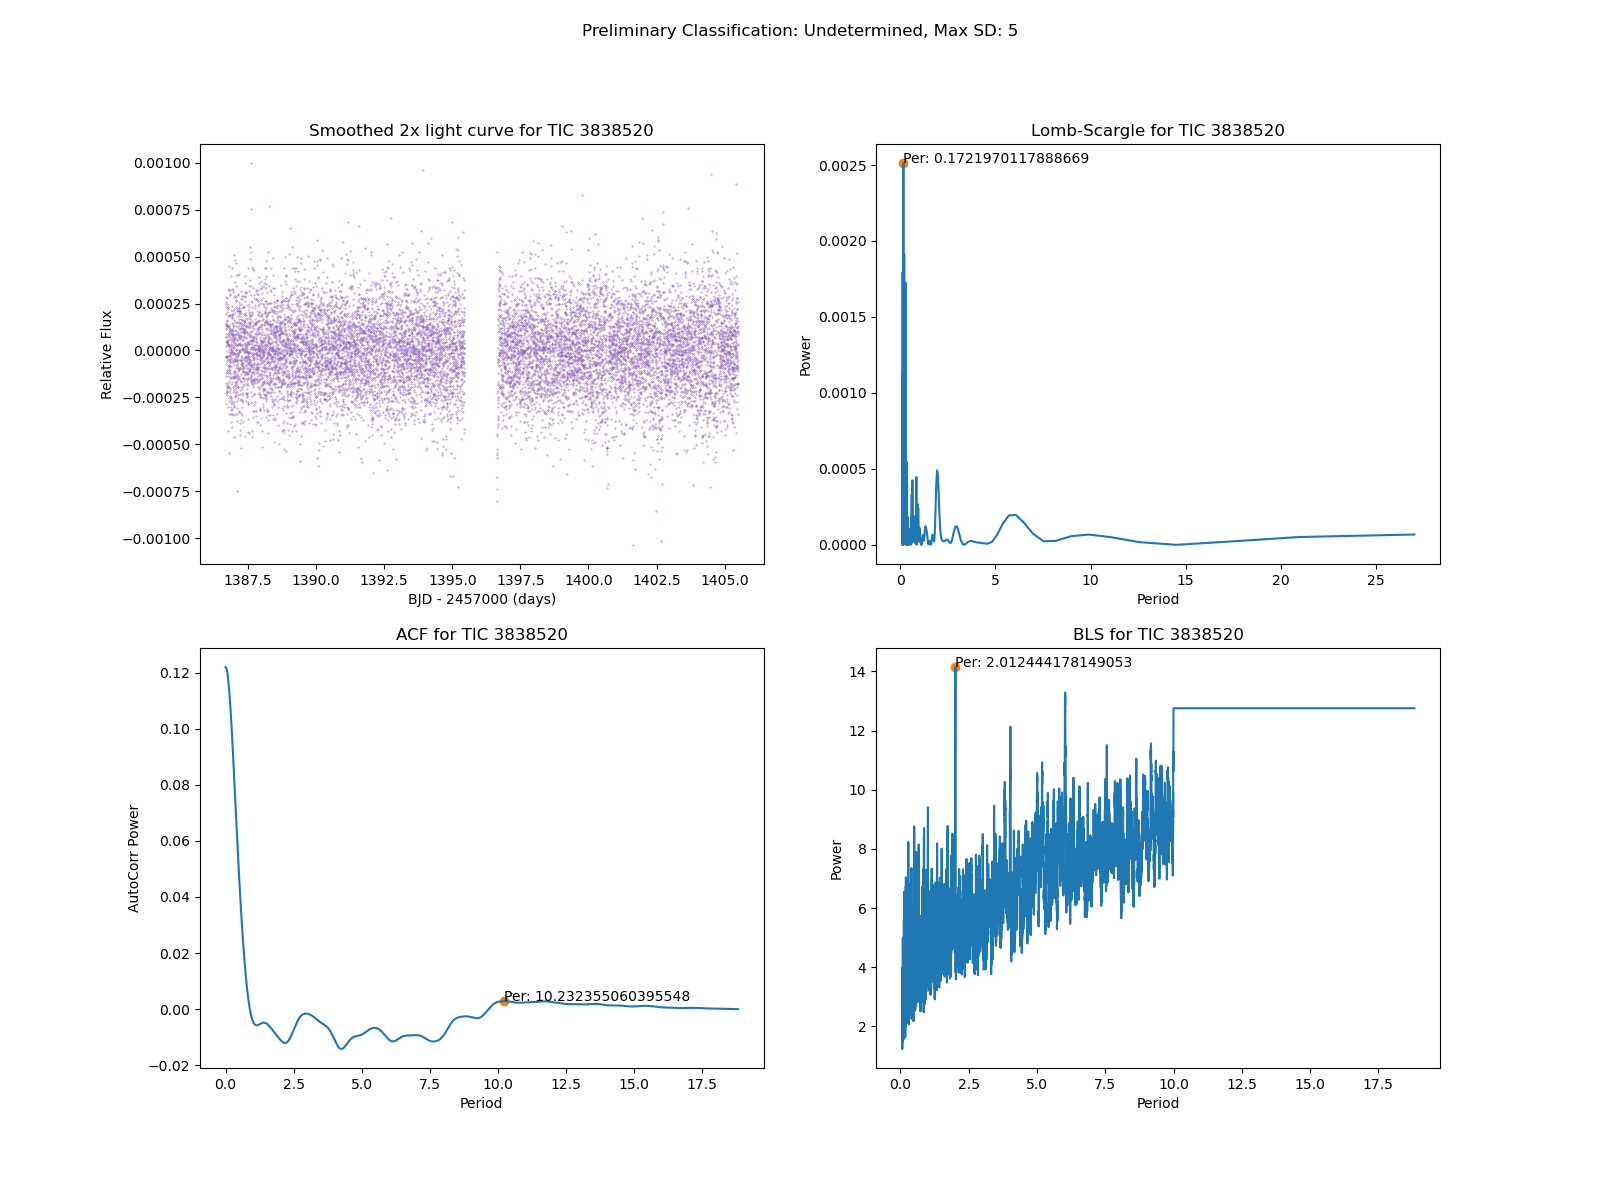 Preliminary Classification: Undetermined, Max SD: 5
Smoothed 2x light curve for TIC 3838520
0.00100
0.00075
0.00050
0.00025
0.00000
−0.00025
−0.00050
−0.00075
−0.00100
Relative Flux
1387.5 1390.0 1392.5 1395.0 1397.5 1400.0 1402.5 1405.0
BJD - 2457000 (days)
Lomb-Scargle for TIC 3838520
Per: 0.1721970117888669
0.0025
0.0020
0.0015
0.0010
0.0005
0.0000
Power
0 5 10 15 20 25
Period
ACF for TIC 3838520
0.12
0.10
0.08
0.06
0.04
0.02
0.00
−0.02
AutoCorr Power
Per: 10.232355060395548
0.0 2.5 5.0 7.5 10.0 12.5 15.0 17.5
Period
BLS for TIC 3838520
Per: 2.012444178149053
14
12
10
8
6
4
2
Power
0.0 2.5 5.0 7.5 10.0 12.5 15.0 17.5
Period